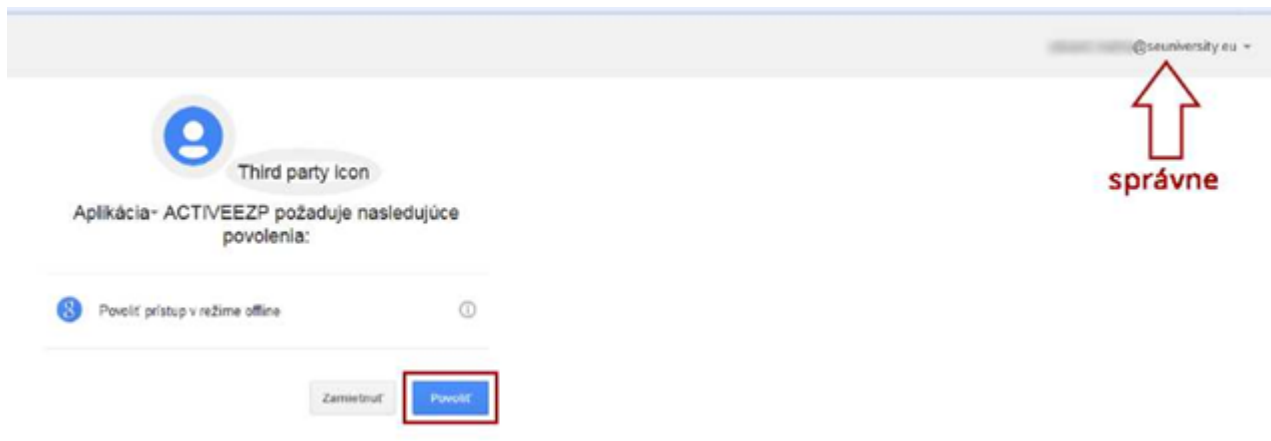 @seuniversity.eu
správne
Third party icon
Aplikácia- ACTIVEEZP požaduje nasledujúce
povolenia:
Povoliť prístup v režime offline
Zamietnuť
Povoliť